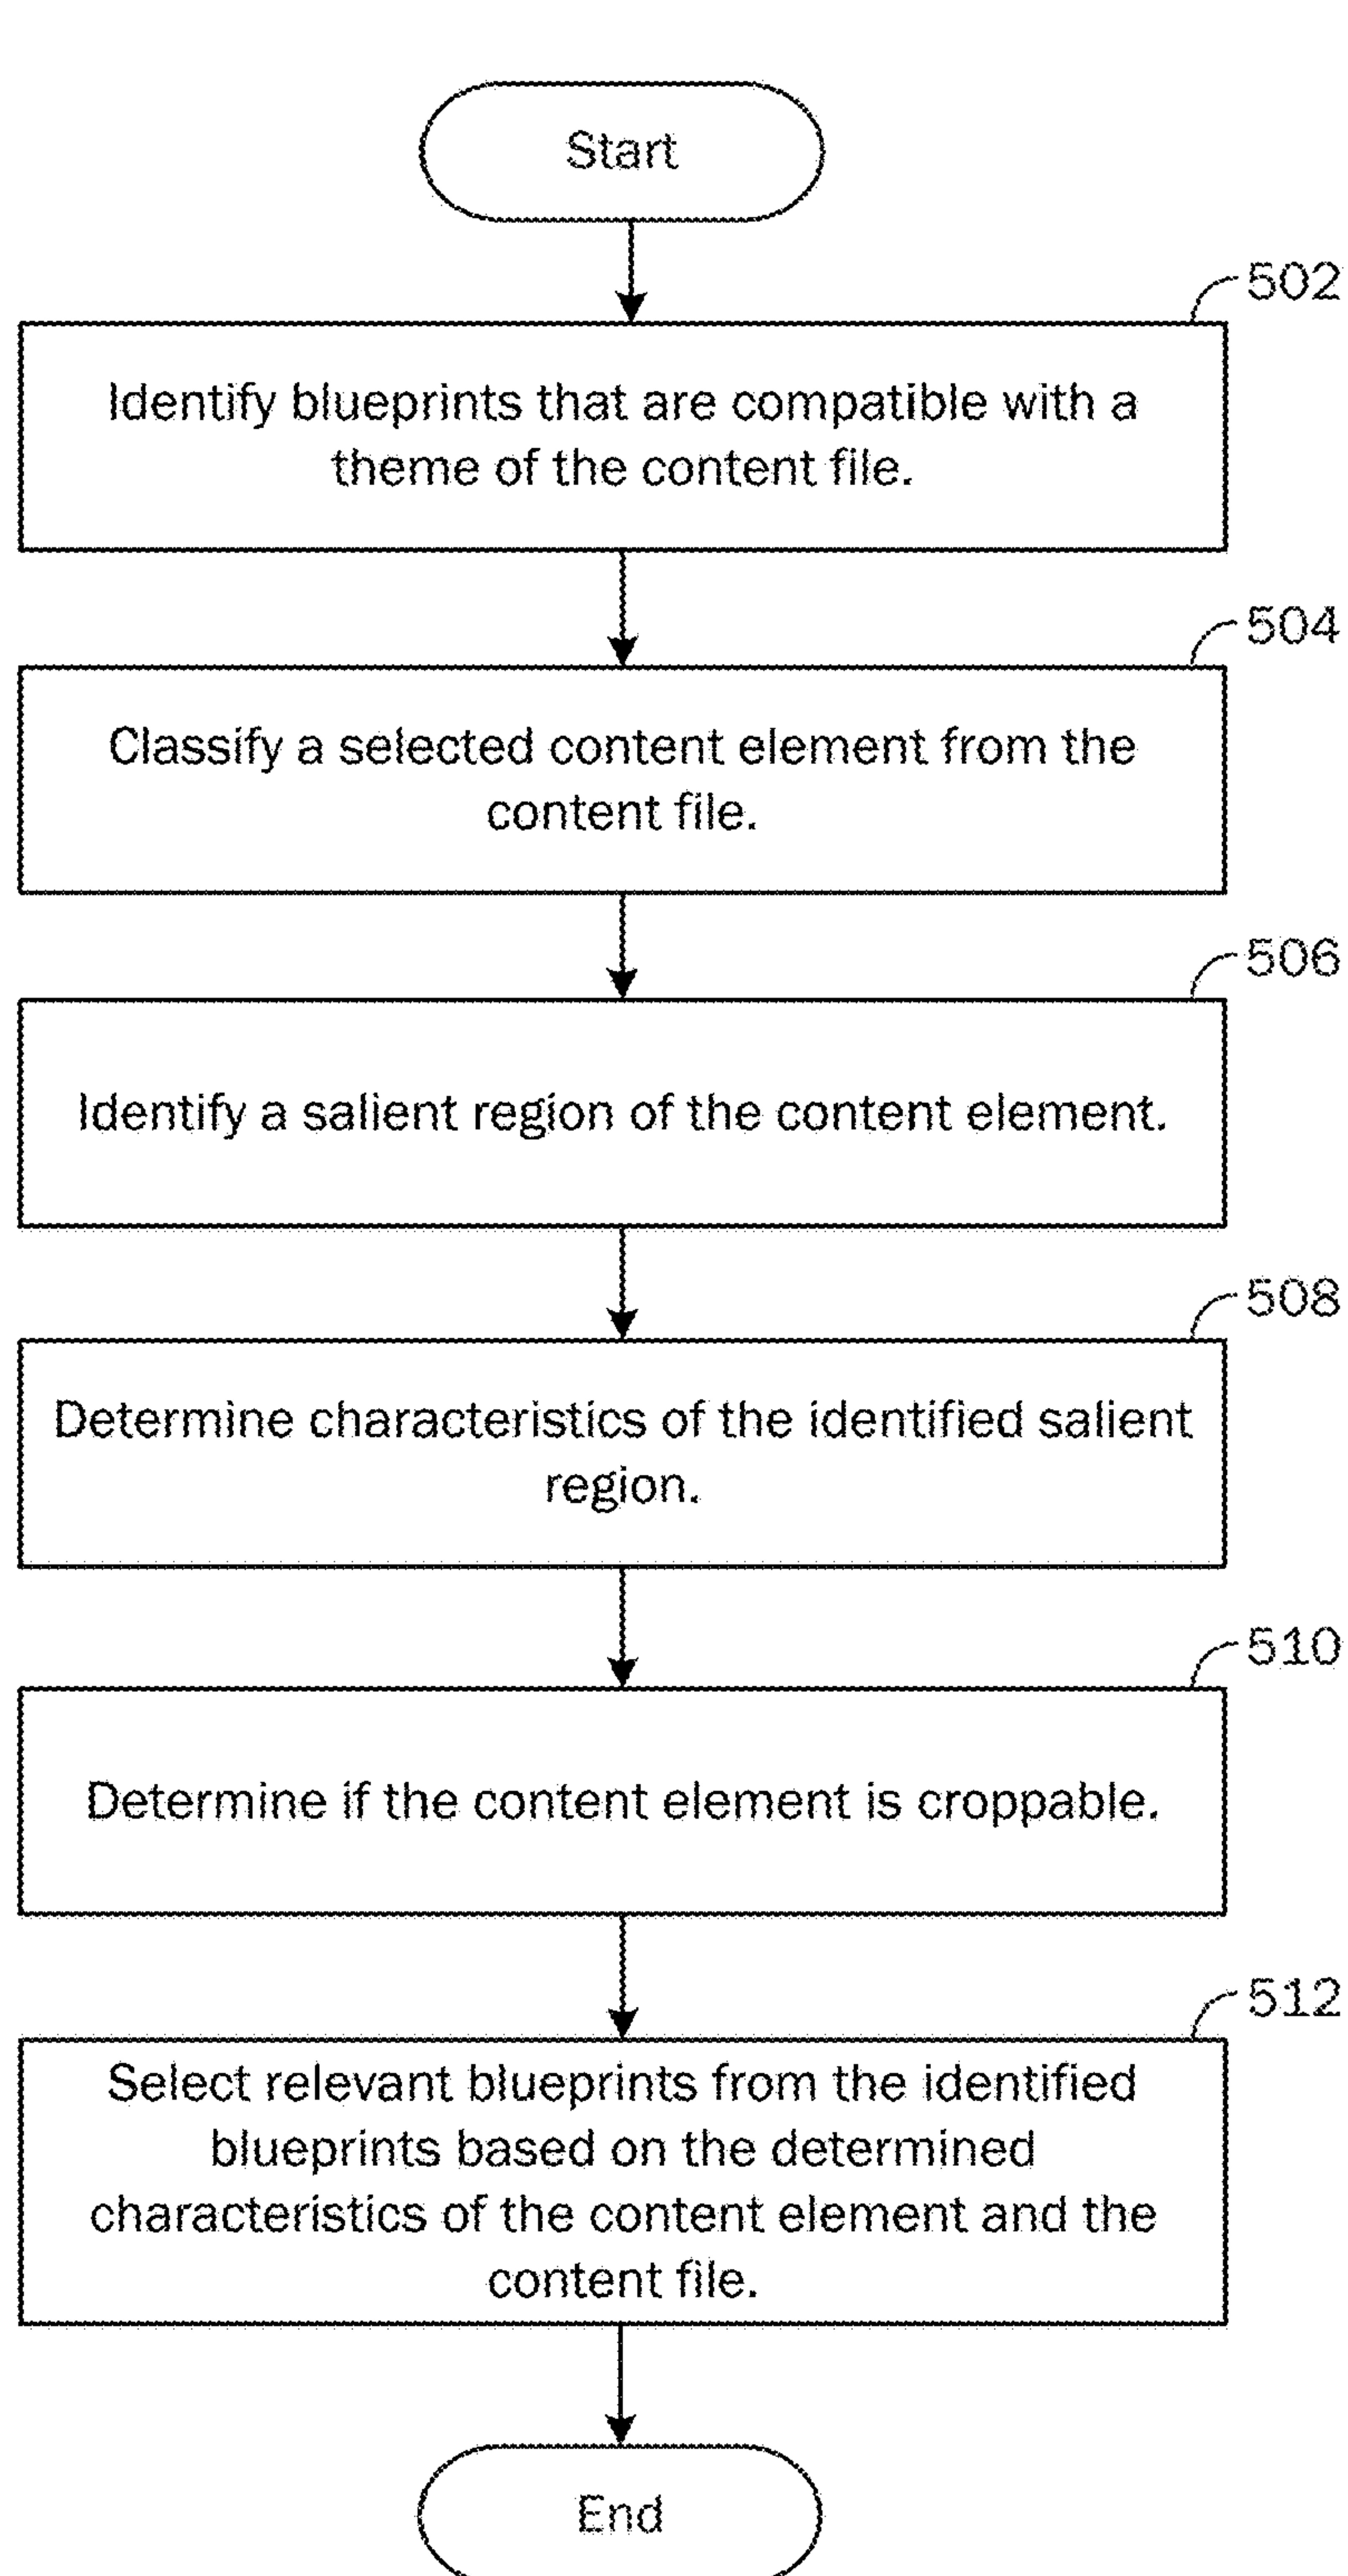 Start
502
Identify blueprints that are compatible with a
theme of the content file.
504
Classify a selected content element from the
content file.
506
Identify a salient region of the content element.
508
Determine characteristics of the identified salient
region.
510
Determine if the content element is croppable.
512
Select relevant blueprints from the identified
blueprints based on the determined
characteristics of the content element and the
content file.
End